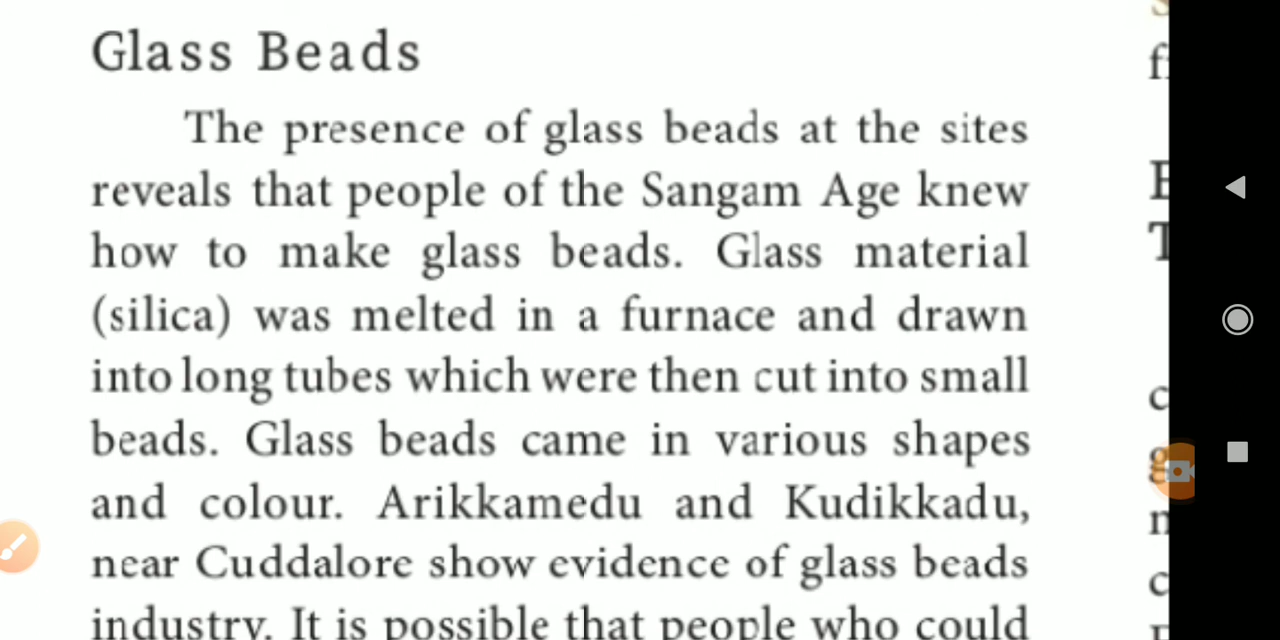 Glass Beads
The presence of glass beads at the sites
reveals that people of the Sangam Age knew
how to make glass beads. Glass material
(silica) was melted in a furnace and drawn
into long tubes which were then cut into small
beads. Glass beads came in various shapes
and colour. Arikkamedu and Kudikkadu,
near Cuddalore show evidence of glass beads
industry. It is possible that people who could